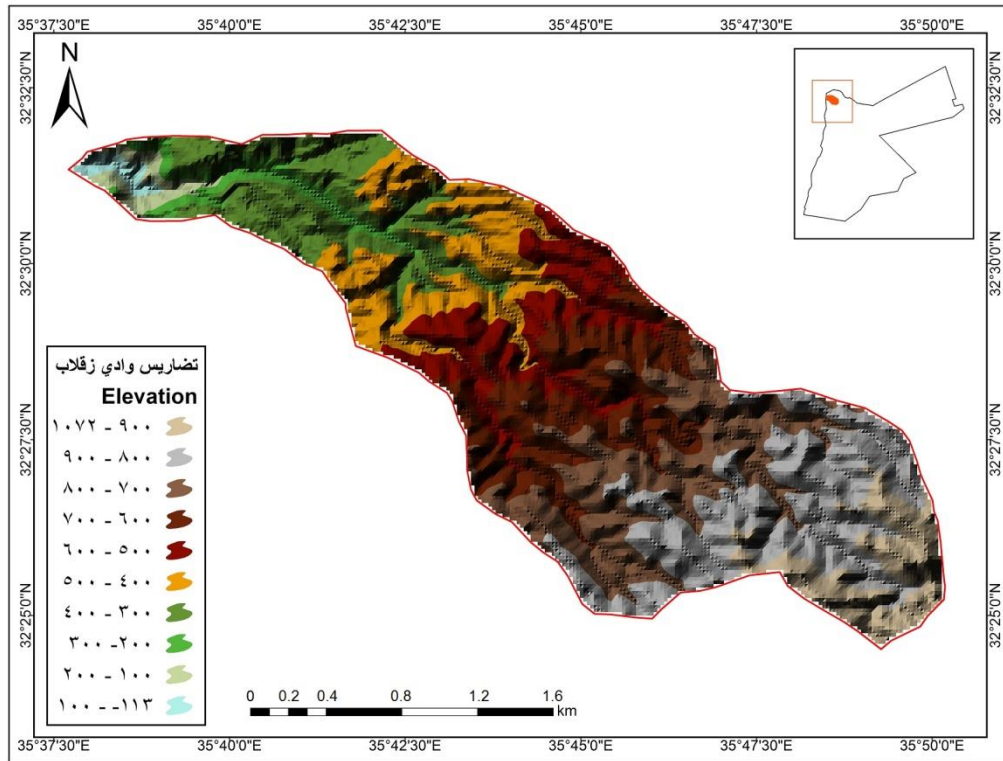 35°37'30"E 35°40'0"E 35°42'30"E 35°45'0"E 35°47'30"E 35°50'0"E
N
32°32'30"N 32°32'30"N
32°30'0"N 32°30'0"N
32°27'30"N 32°27'30"N
32°25'0"N 32°25'0"N
تضاريس وادي زقلاب
Elevation
٩٠٠ - ١٠٧٢
٨٠٠ - ٩٠٠
٧٠٠ - ٨٠٠
٦٠٠ - ٧٠٠
٥٠٠ - ٦٠٠
٤٠٠ - ٥٠٠
٣٠٠ - ٤٠٠
٢٠٠ - ٣٠٠
١٠٠ - ٢٠٠
١١٣- - ١٠٠
0 0.2 0.4 0.8 1.2 1.6
km
35°37'30"E 35°40'0"E 35°42'30"E 35°45'0"E 35°47'30"E 35°50'0"E